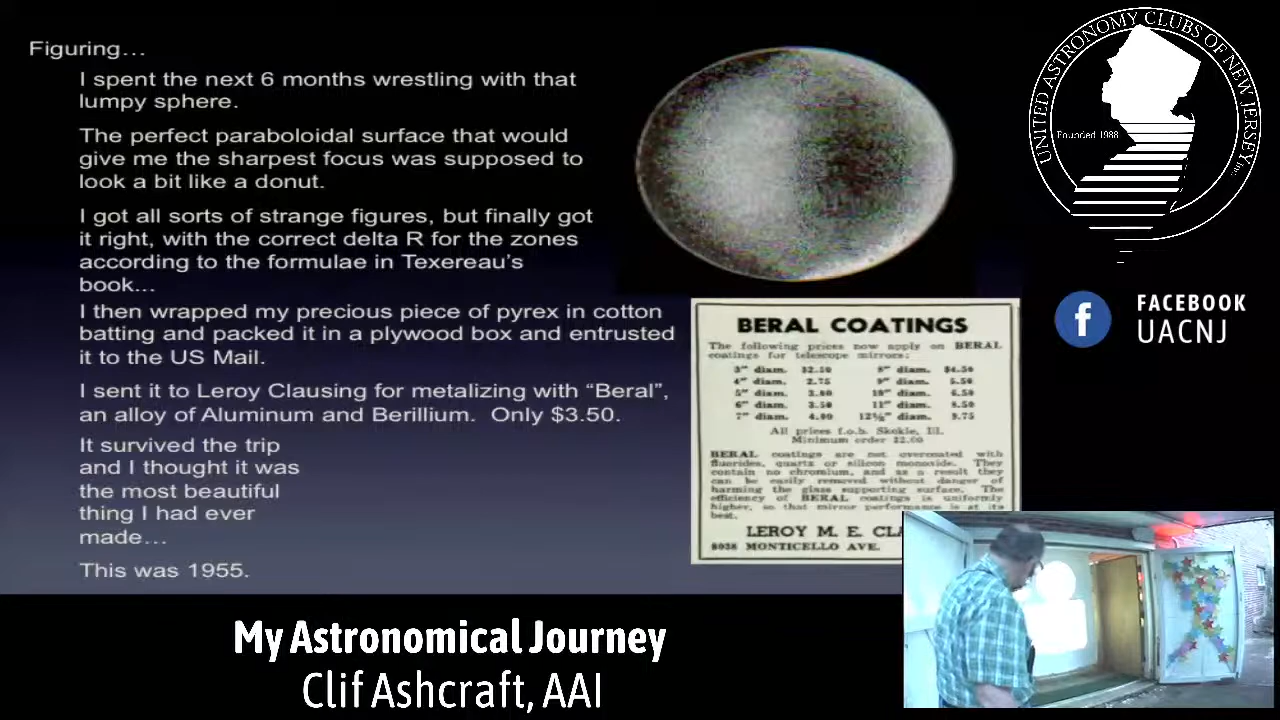 Figuring…
I spent the next 6 months wrestling with that
lumpy sphere.
The perfect paraboloidal surface that would
give me the sharpest focus was supposed to
look a bit like a donut.
I got all sorts of strange figures, but finally got
it right, with the correct delta R for the zones
according to the formulae in Texereau's
book…
I then wrapped my precious piece of pyrex in cotton
batting and packed it in a plywood box and entrusted
it to the US Mail.
I sent it to Leroy Clausing for metalizing with “Beral”,
an alloy of Aluminum and Berillium. Only $3.50.
It survived the trip
and I thought it was
the most beautiful
thing I had ever
made…
This was 1955.
BERAL COATINGS
The following prices now apply on BERAL
coatings for telescope mirrors:
3" diam. $2.50 8" diam. $4.50
4" diam. 2.75 9" diam. 5.50
5" diam. 3.00 10" diam. 6.50
6" diam. 3.50 11" diam. 8.50
7" diam. 4.00 12½" diam. 9.75
All prices f.o.b. Skokie, Ill.
Minimum order $2.00
BERAL coatings are not overcoated with
fluorides, quartz or silicon monoxide. They
contain no chromium, and as a result they
can be easily removed without danger of
harming the glass supporting surface. The
efficiency of BERAL coatings is uniformly
higher, so that mirror performance is at its
best.
LEROY M. E. CLA
8038 MONTICELLO AVE.
UNITED ASTRONOMY CLUBS OF NEW JERSEY, Inc.
Founded 1988
f
FACEBOOK
UACNJ
My Astronomical Journey
Clif Ashcraft, AAI